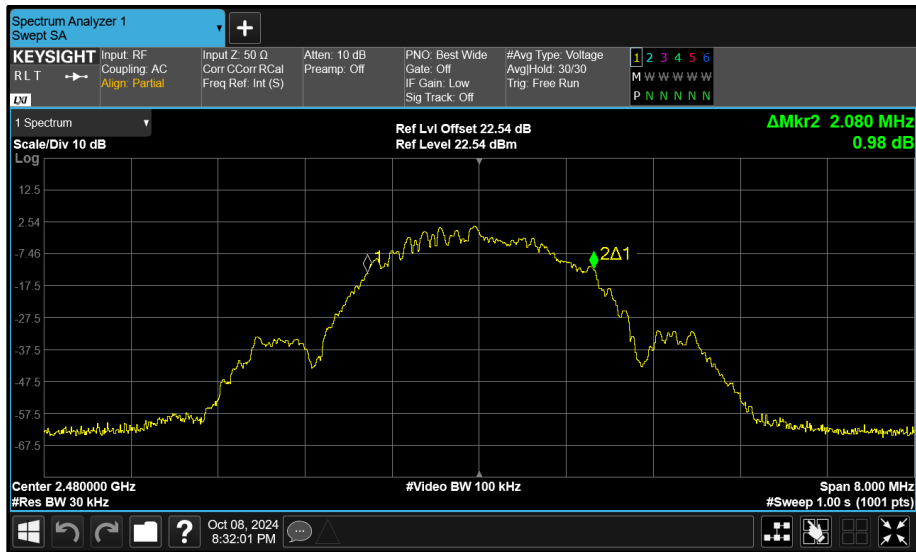 Spectrum Analyzer 1
Swept SA
KEYSIGHT
R L T
LXI
Input: RF
Coupling: AC
Align: Partial
Input Z: 50 Ω
Corr CCorr RCal
Freq Ref: Int (S)
Atten: 10 dB
Preamp: Off
PNO: Best Wide
Gate: Off
IF Gain: Low
Sig Track: Off
#Avg Type: Voltage
Avg|Hold: 30/30
Trig: Free Run
1 2 3 4 5 6
M W W W W W
P N N N N N
1 Spectrum
Scale/Div 10 dB
Log
Ref Lvl Offset 22.54 dB
Ref Level 22.54 dBm
ΔMkr2 2.080 MHz
0.98 dB
12.5
2.54
-7.46
-17.5
-27.5
-37.5
-47.5
-57.5
-67.5
1
2Δ1
Center 2.480000 GHz
#Res BW 30 kHz
#Video BW 100 kHz
Span 8.000 MHz
#Sweep 1.00 s (1001 pts)
?
Oct 08, 2024
8:32:01 PM